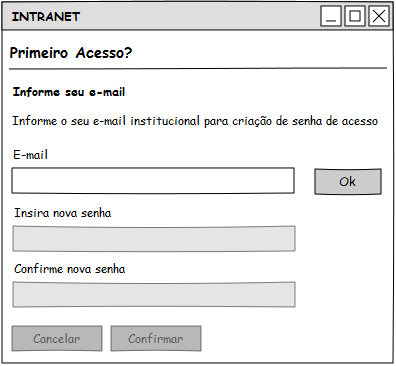 INTRANET
Primeiro Acesso?
Informe seu e-mail
Informe o seu e-mail institucional para criação de senha de acesso
E-mail
Ok
Insira nova senha
Confirme nova senha
Cancelar Confirmar